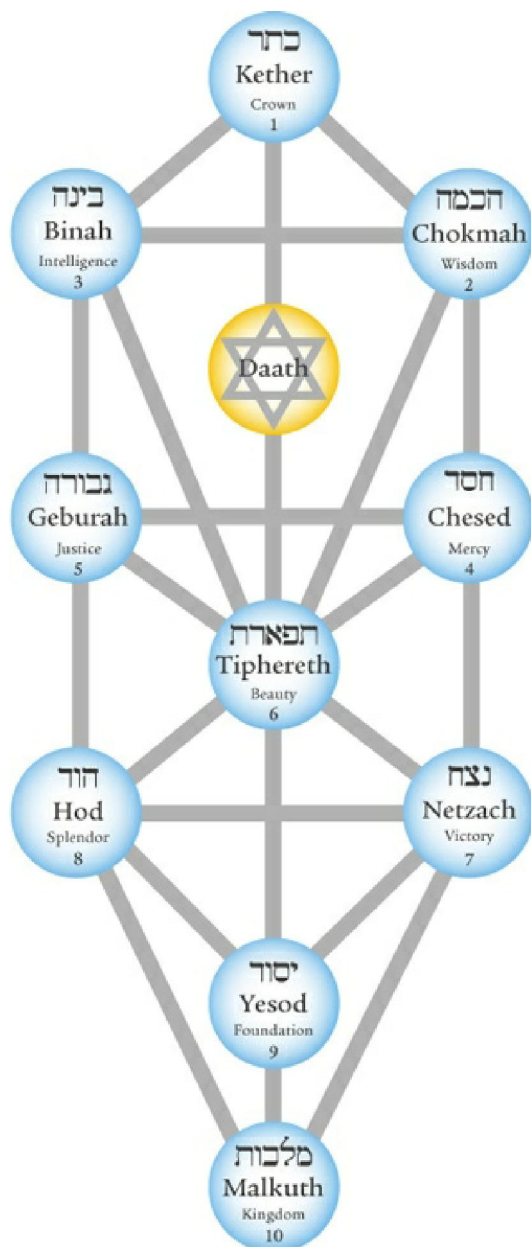 כתר
Kether
Crown
1
בינה
Binah
Intelligence
3
חכמה
Chokmah
Wisdom
2
Daath
גבורה
Geburah
Justice
5
חסד
Chesed
Mercy
4
תפארת
Tiphereth
Beauty
6
הוד
Hod
Splendor
8
נצח
Netzach
Victory
7
יסוד
Yesod
Foundation
9
מלכות
Malkuth
Kingdom
10